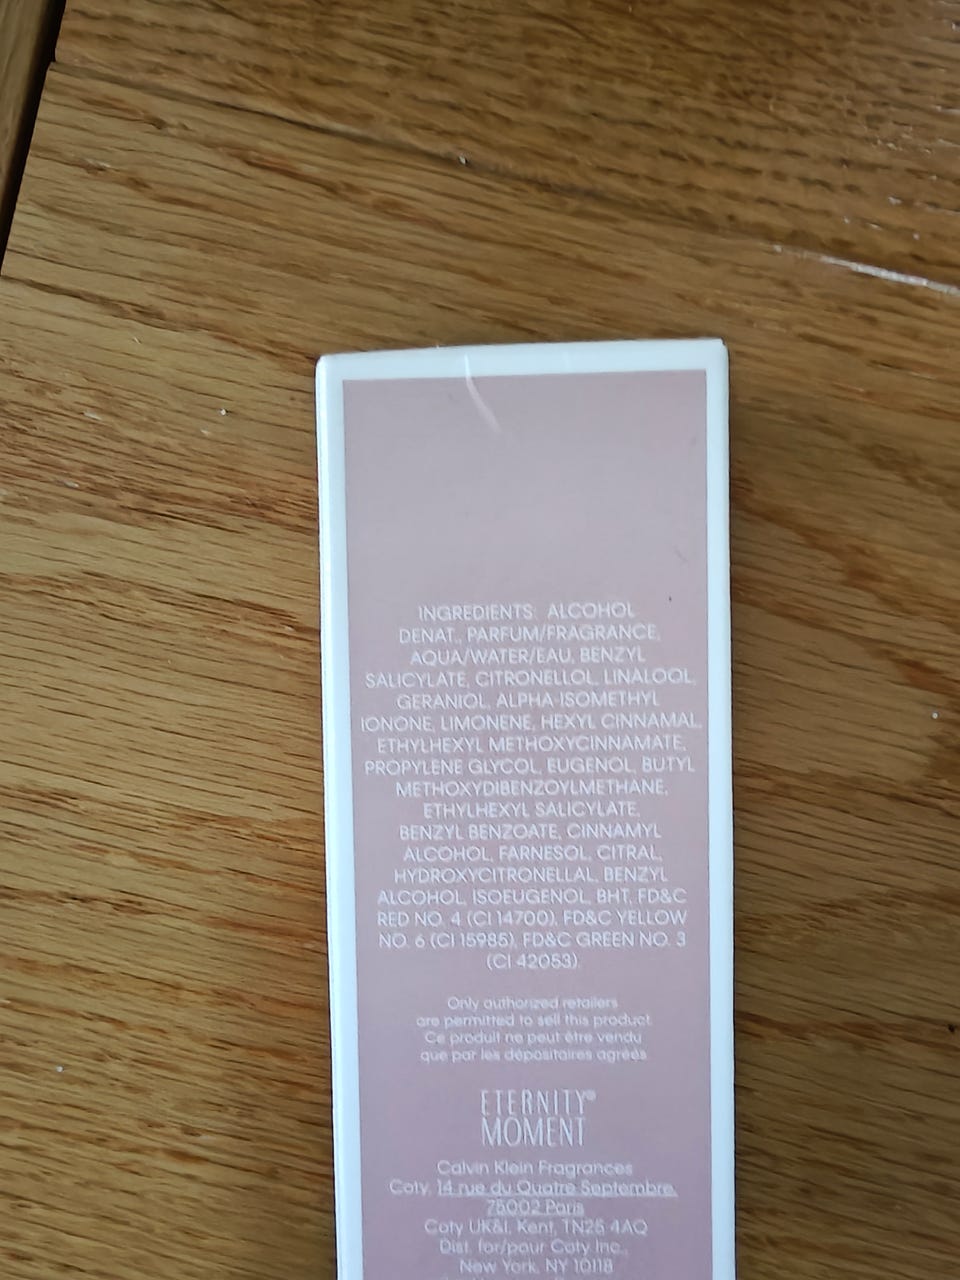 INGREDIENTS: ALCOHOL
DENAT., PARFUM/FRAGRANCE,
AQUA/WATER/EAU, BENZYL
SALICYLATE, CITRONELLOL, LINALOOL,
GERANIOL, ALPHA-ISOMETHYL
IONONE, LIMONENE, HEXYL CINNAMAL,
ETHYLHEXYL METHOXYCINNAMATE,
PROPYLENE GLYCOL, EUGENOL, BUTYL
METHOXYDIBENZOYLMETHANE,
ETHYLHEXYL SALICYLATE,
BENZYL BENZOATE, CINNAMYL
ALCOHOL, FARNESOL, CITRAL,
HYDROXYCITRONELLAL, BENZYL
ALCOHOL, ISOEUGENOL, BHT, FD&C
RED NO. 4 (CI 14700), FD&C YELLOW
NO. 6 (CI 15985), FD&C GREEN NO. 3
(CI 42053).
Only authorized retailers
are permitted to sell this product.
Ce produit ne peut être vendu
que par les dépositaires agréés.
ETERNITY®
MOMENT
Calvin Klein Fragrances
Coty, 14 rue du Quatre Septembre,
75002 Paris
Coty UK&I, Kent, TN25 4AQ
Dist. for/pour Coty Inc.,
New York, NY 10118